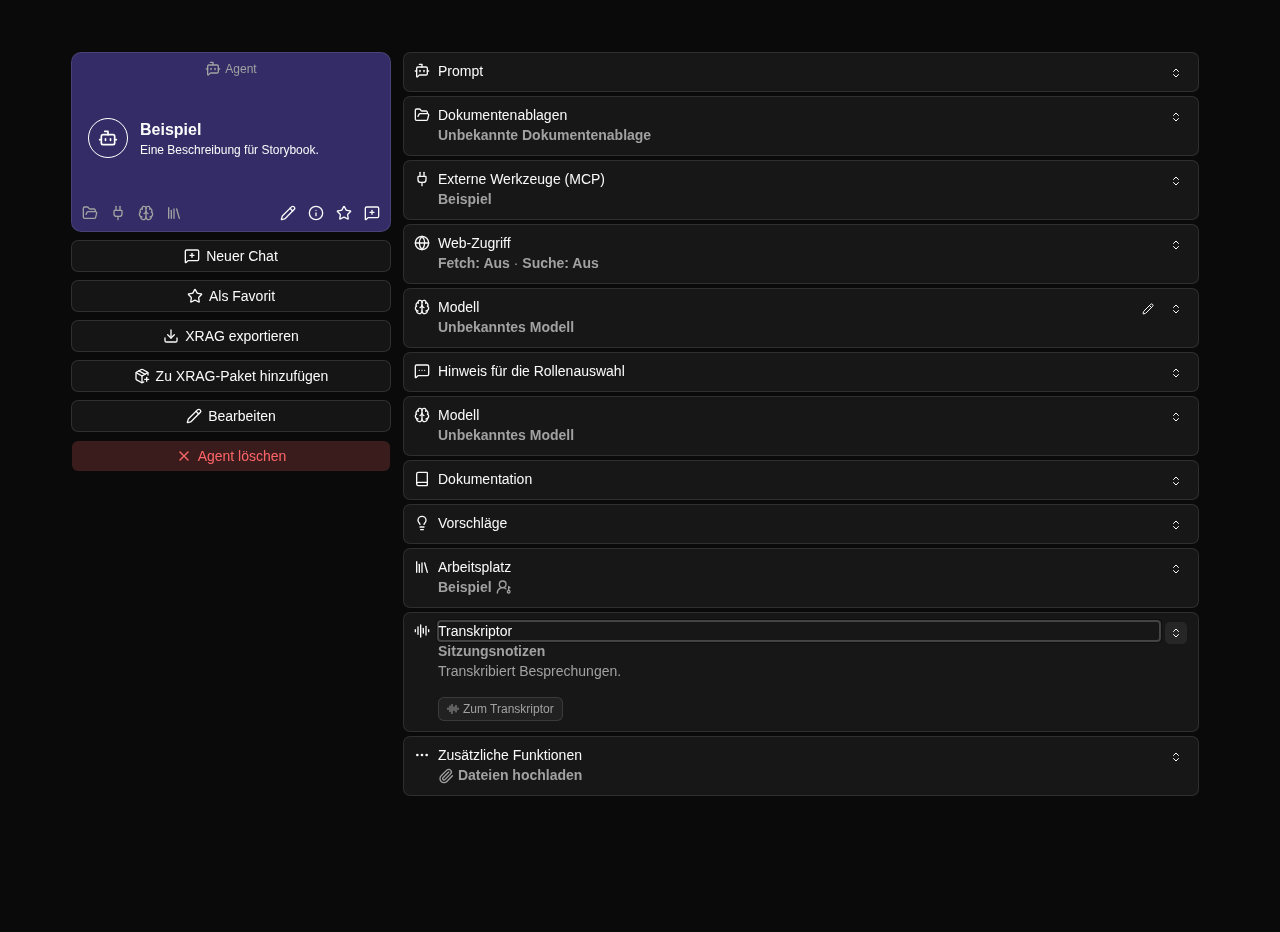 Agent
Beispiel
Eine Beschreibung für Storybook.
Neuer Chat
Als Favorit
XRAG exportieren
Zu XRAG-Paket hinzufügen
Bearbeiten
Agent löschen
Prompt
Dokumentenablagen
Unbekannte Dokumentenablage
Externe Werkzeuge (MCP)
Beispiel
Web-Zugriff
Fetch: Aus · Suche: Aus
Modell
Unbekanntes Modell
Hinweis für die Rollenauswahl
Modell
Unbekanntes Modell
Dokumentation
Vorschläge
Arbeitsplatz
Beispiel
Transkriptor
Sitzungsnotizen
Transkribiert Besprechungen.
Zum Transkriptor
Zusätzliche Funktionen
Dateien hochladen